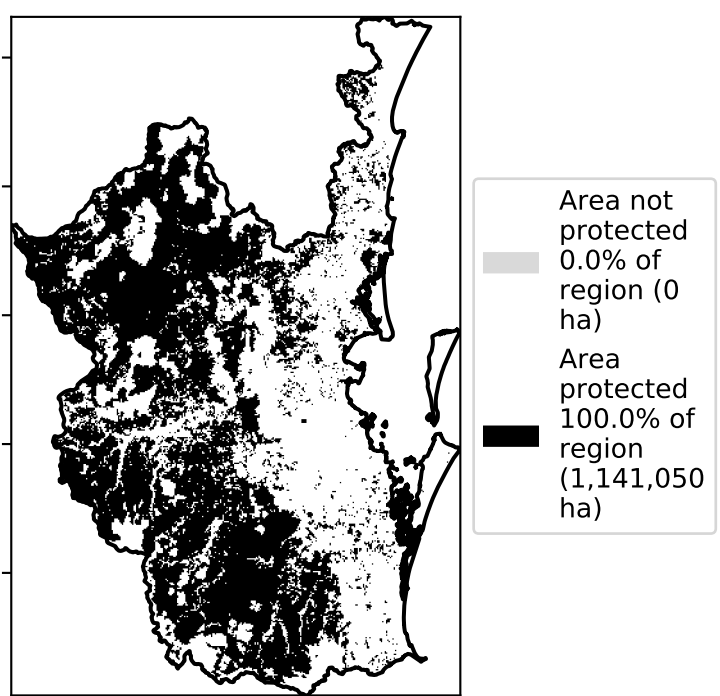 Area not
protected
0.0% of
region (0
ha)
Area
protected
100.0% of
region
(1,141,050
ha)